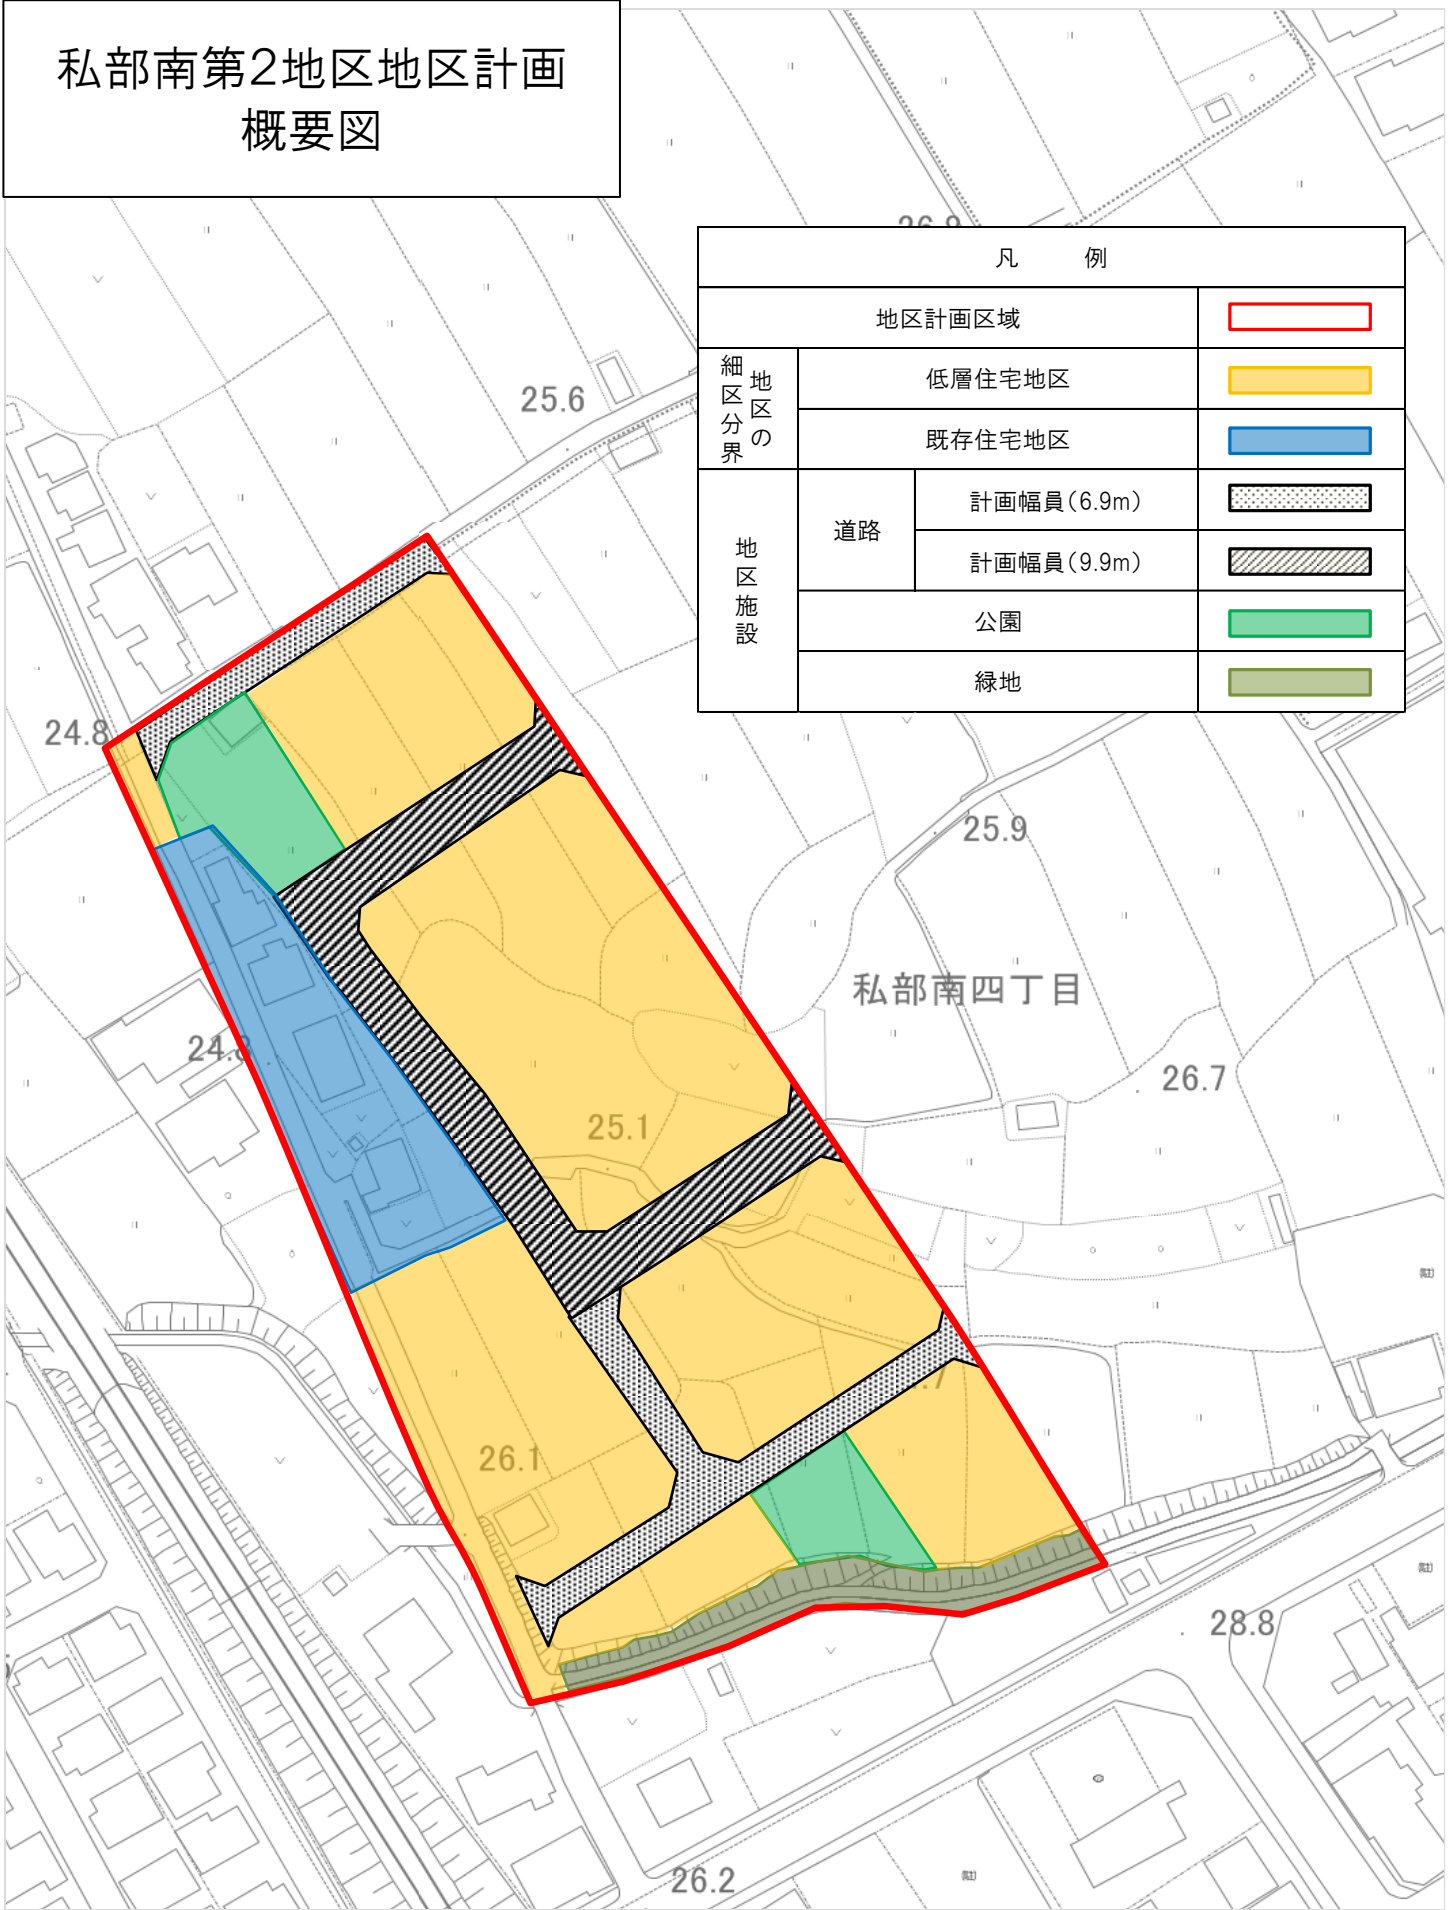 私部南第2地区地区計画
概要図
凡　例
地区計画区域
地区の
細区分界
低層住宅地区
既存住宅地区
地区施設
道路
計画幅員(6.9m)
計画幅員(9.9m)
公園
緑地
25.6
24.8
25.9
私部南四丁目
24.8
26.7
25.1
26.1
28.8
26.2